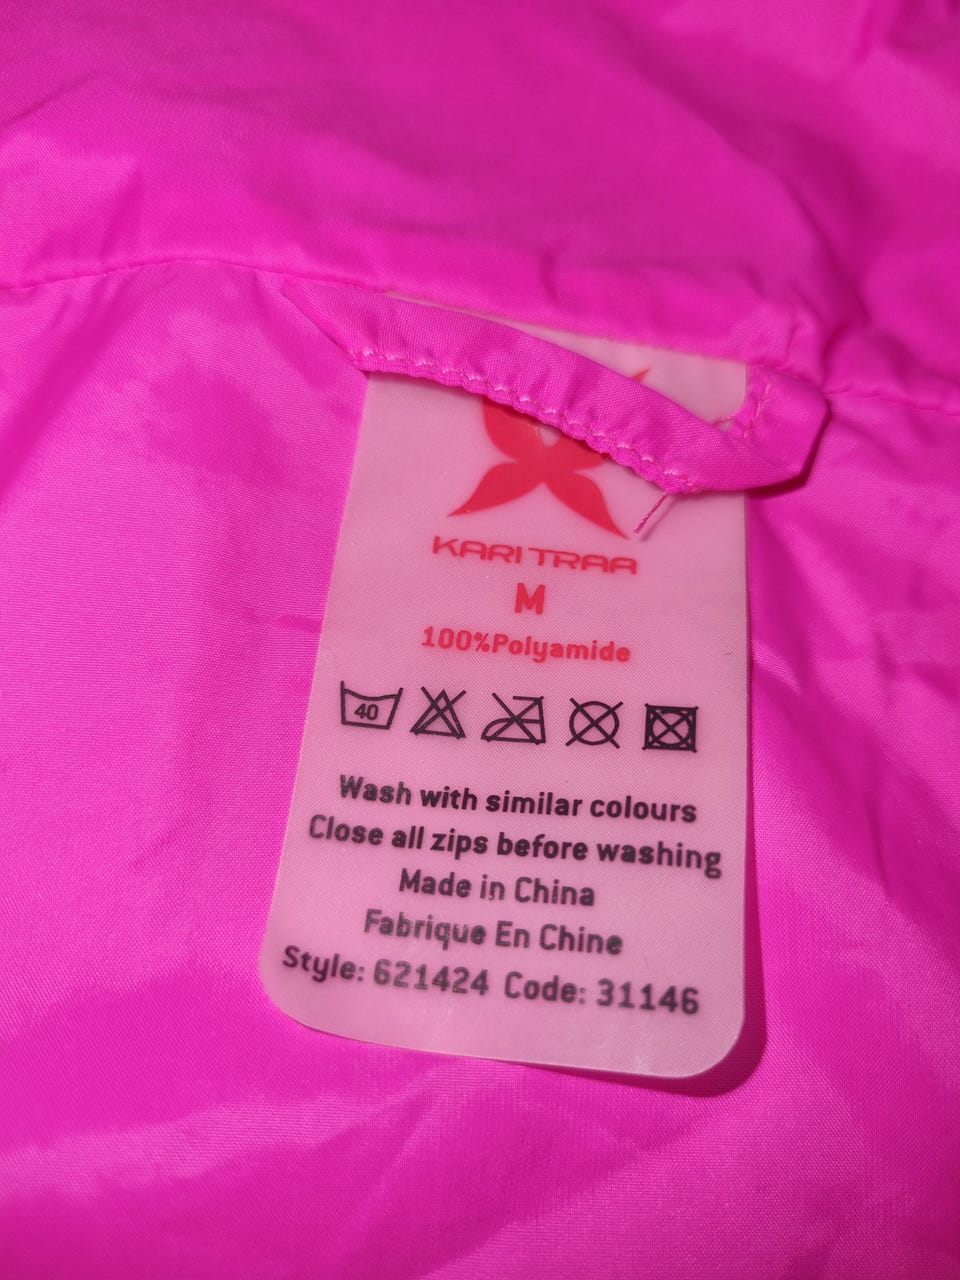 KARI TRAA
M
100%Polyamide
40
Wash with similar colours
Close all zips before washing
Made in China
Fabrique En Chine
Style: 621424 Code: 31146